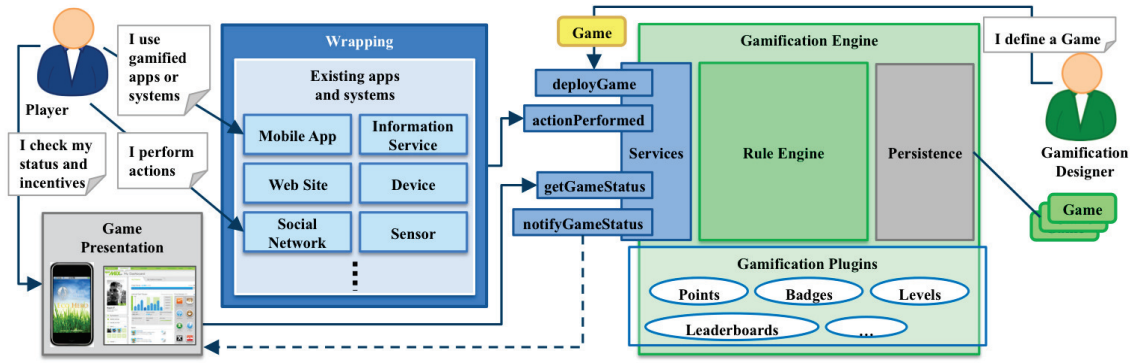 I use
gamified
apps or
systems
Player
I check my
status and
incentives
I perform
actions
Game
Presentation
Wrapping
Existing apps
and systems
Mobile App
Information
Service
Web Site
Device
Social
Network
Sensor
Game
deployGame
actionPerformed
getGameStatus
notifyGameStatus
Services
Gamification Engine
Rule Engine
Persistence
Gamification Plugins
Points
Badges
Levels
Leaderboards
...
I define a Game
Gamification
Designer
Game